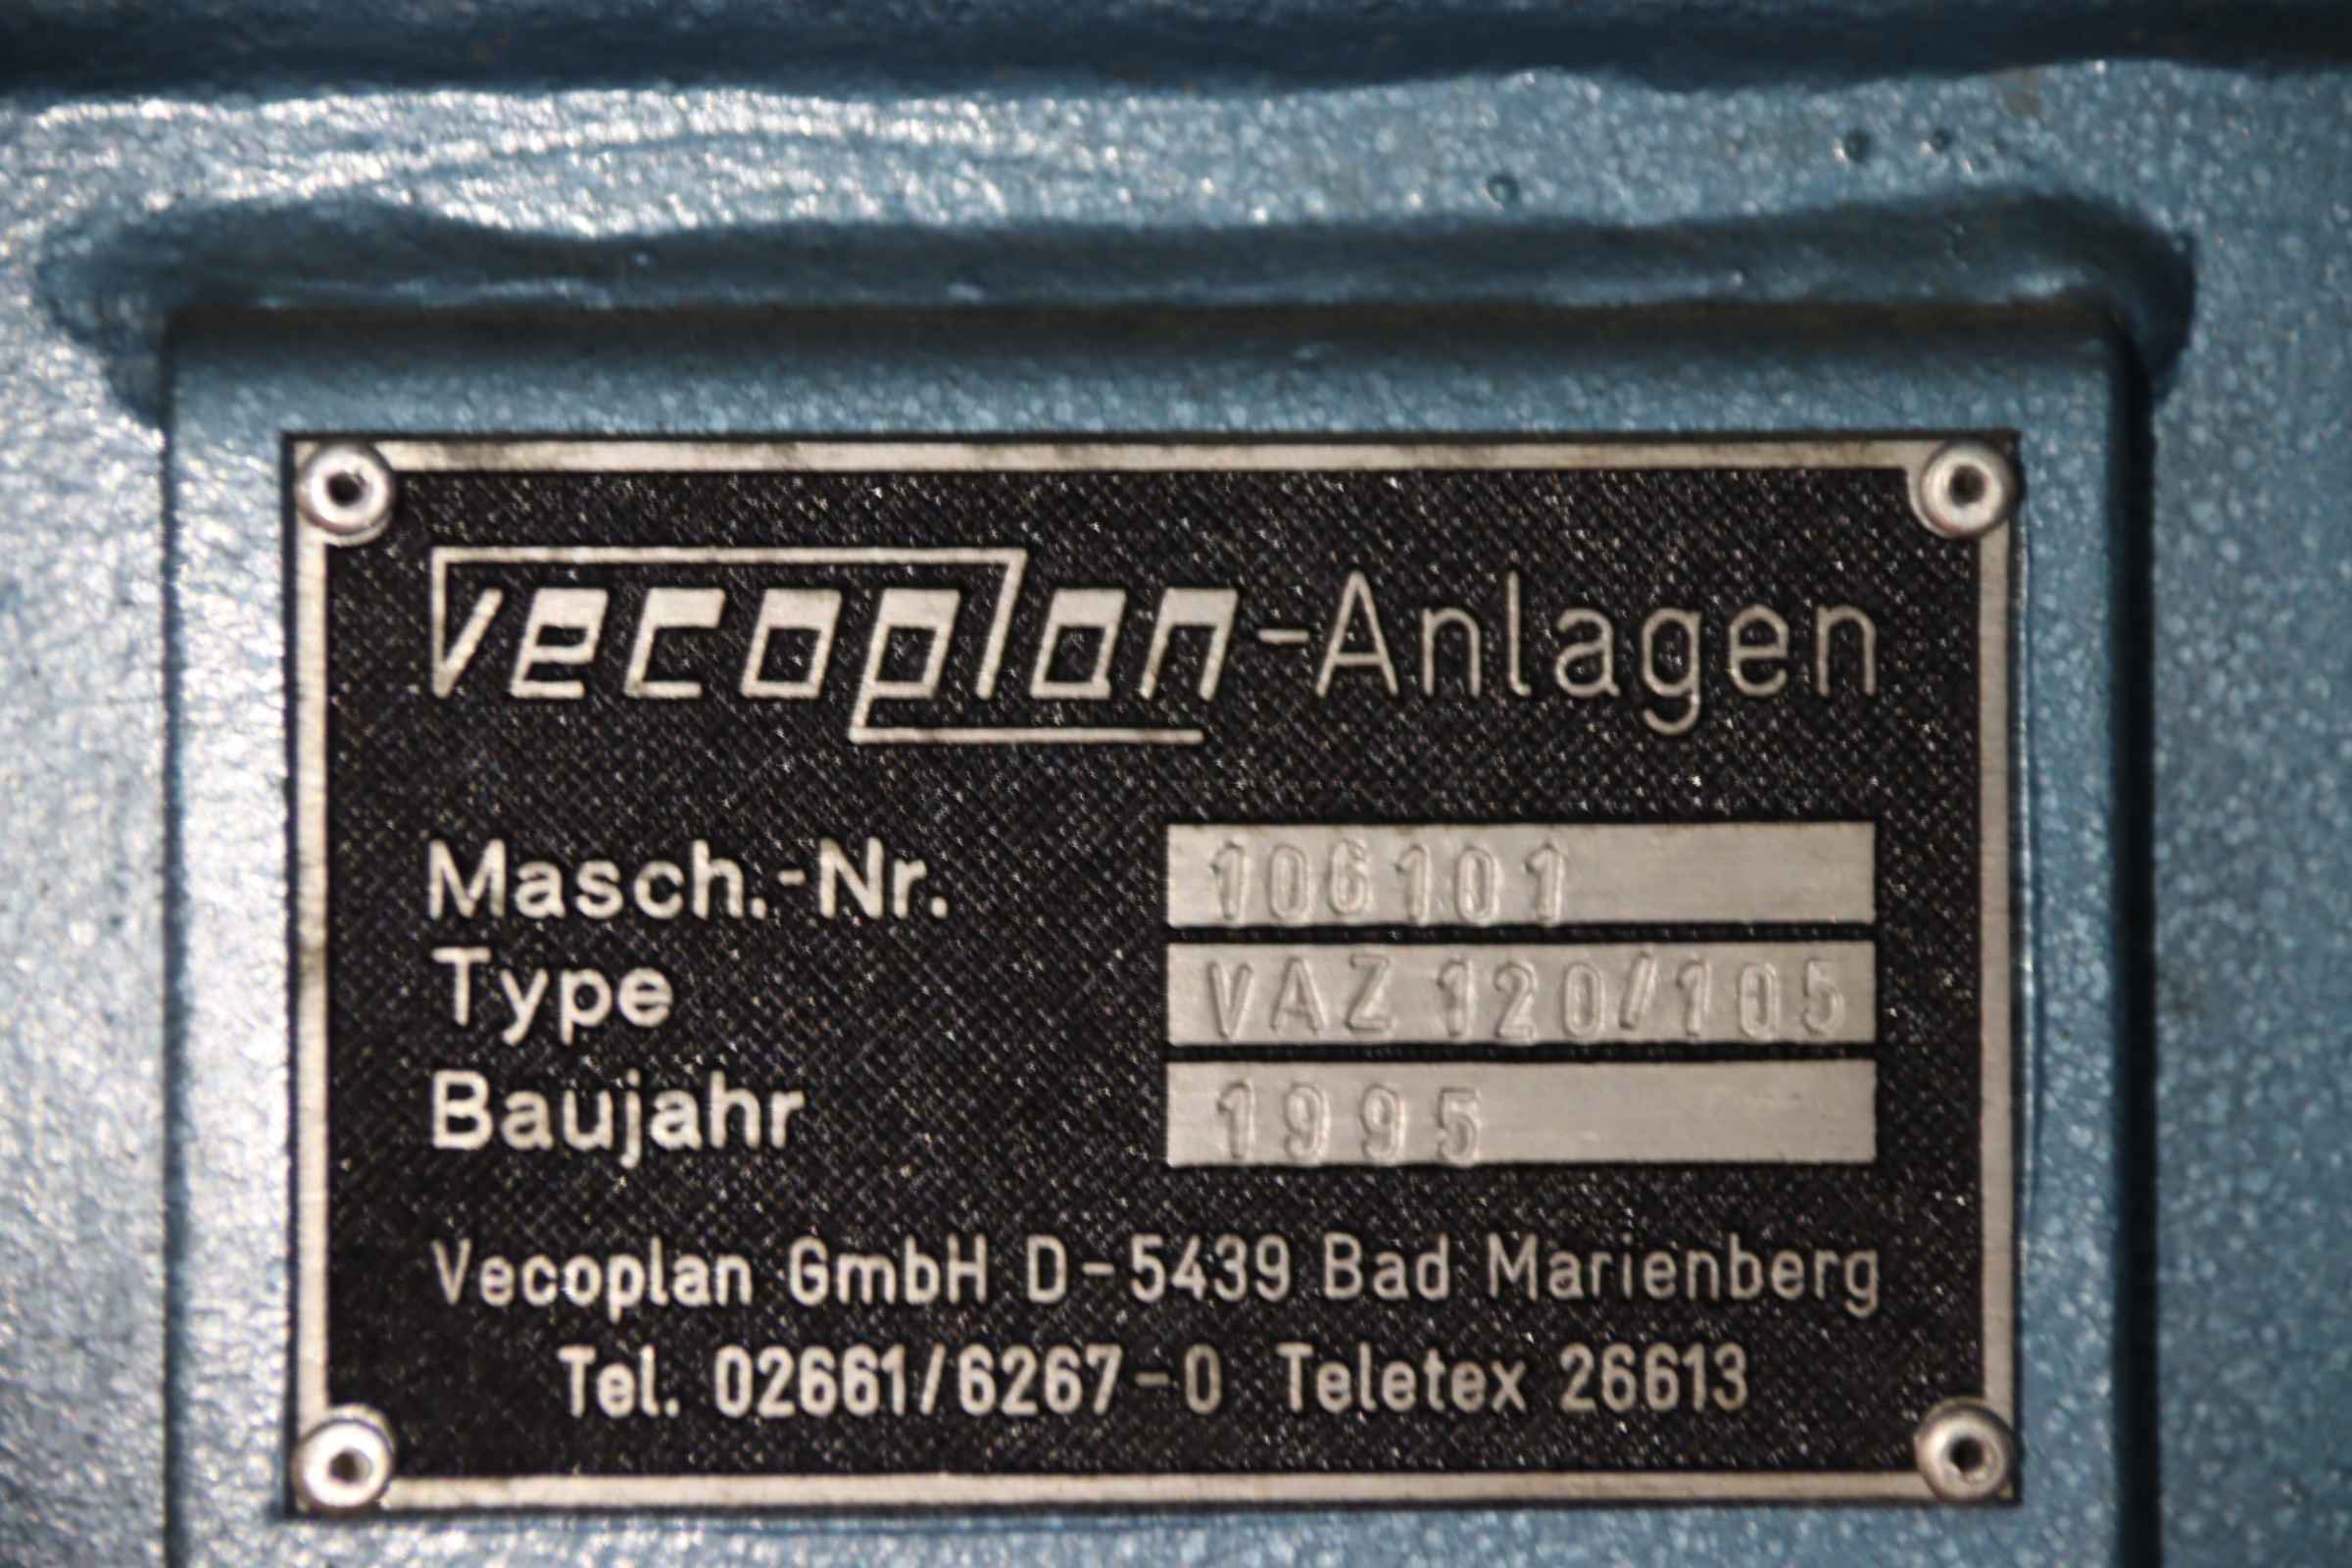 vecoplan-Anlagen
Masch.-Nr. 106101
Type VAZ 120/105
Baujahr 1995
Vecoplan GmbH D-5439 Bad Marienberg
Tel. 02661/6267-0 Teletex 26613